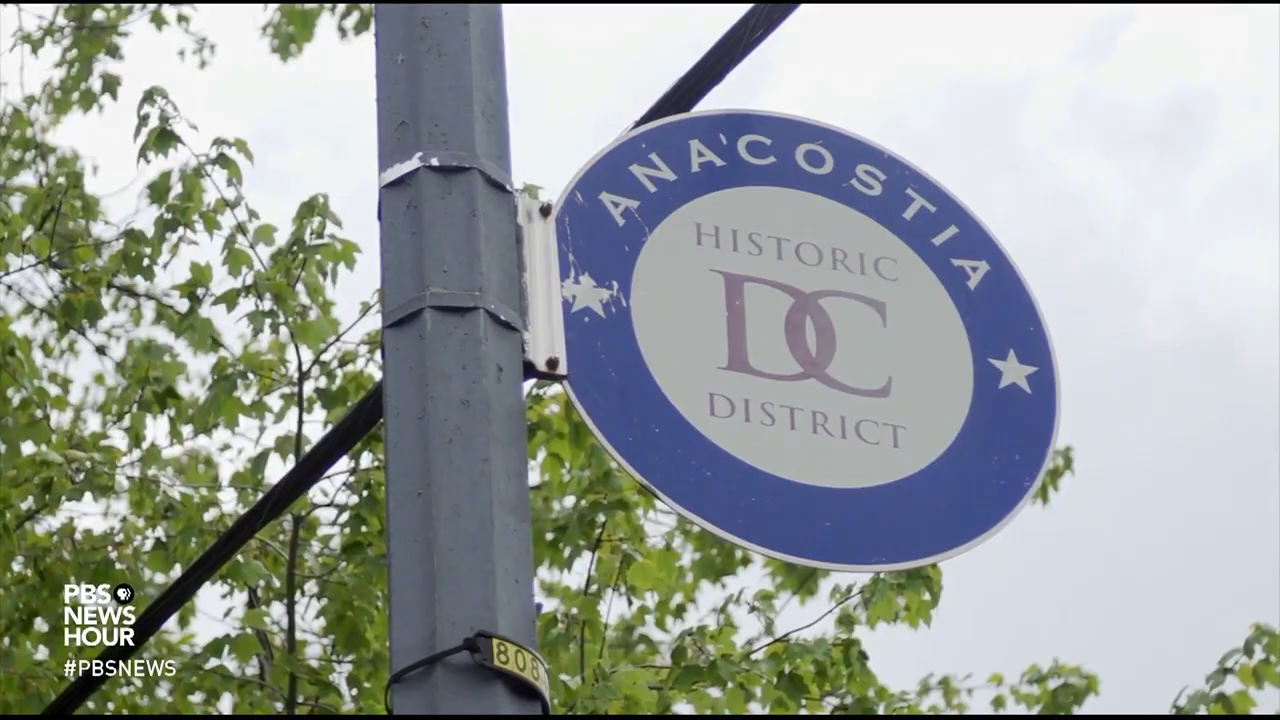 ANACOSTIA
HISTORIC
DC
DISTRICT
808
PBS
NEWS
HOUR
#PBSNEWS